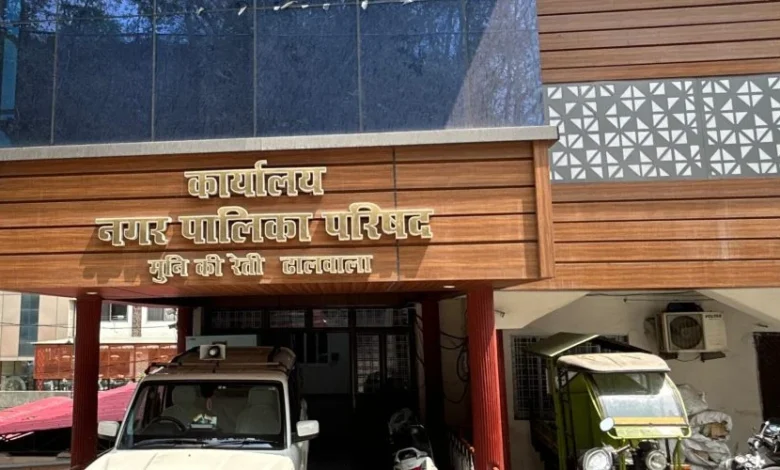 कार्यालय
नगर पालिका परिषद
मुनि की रेती ढालवाला